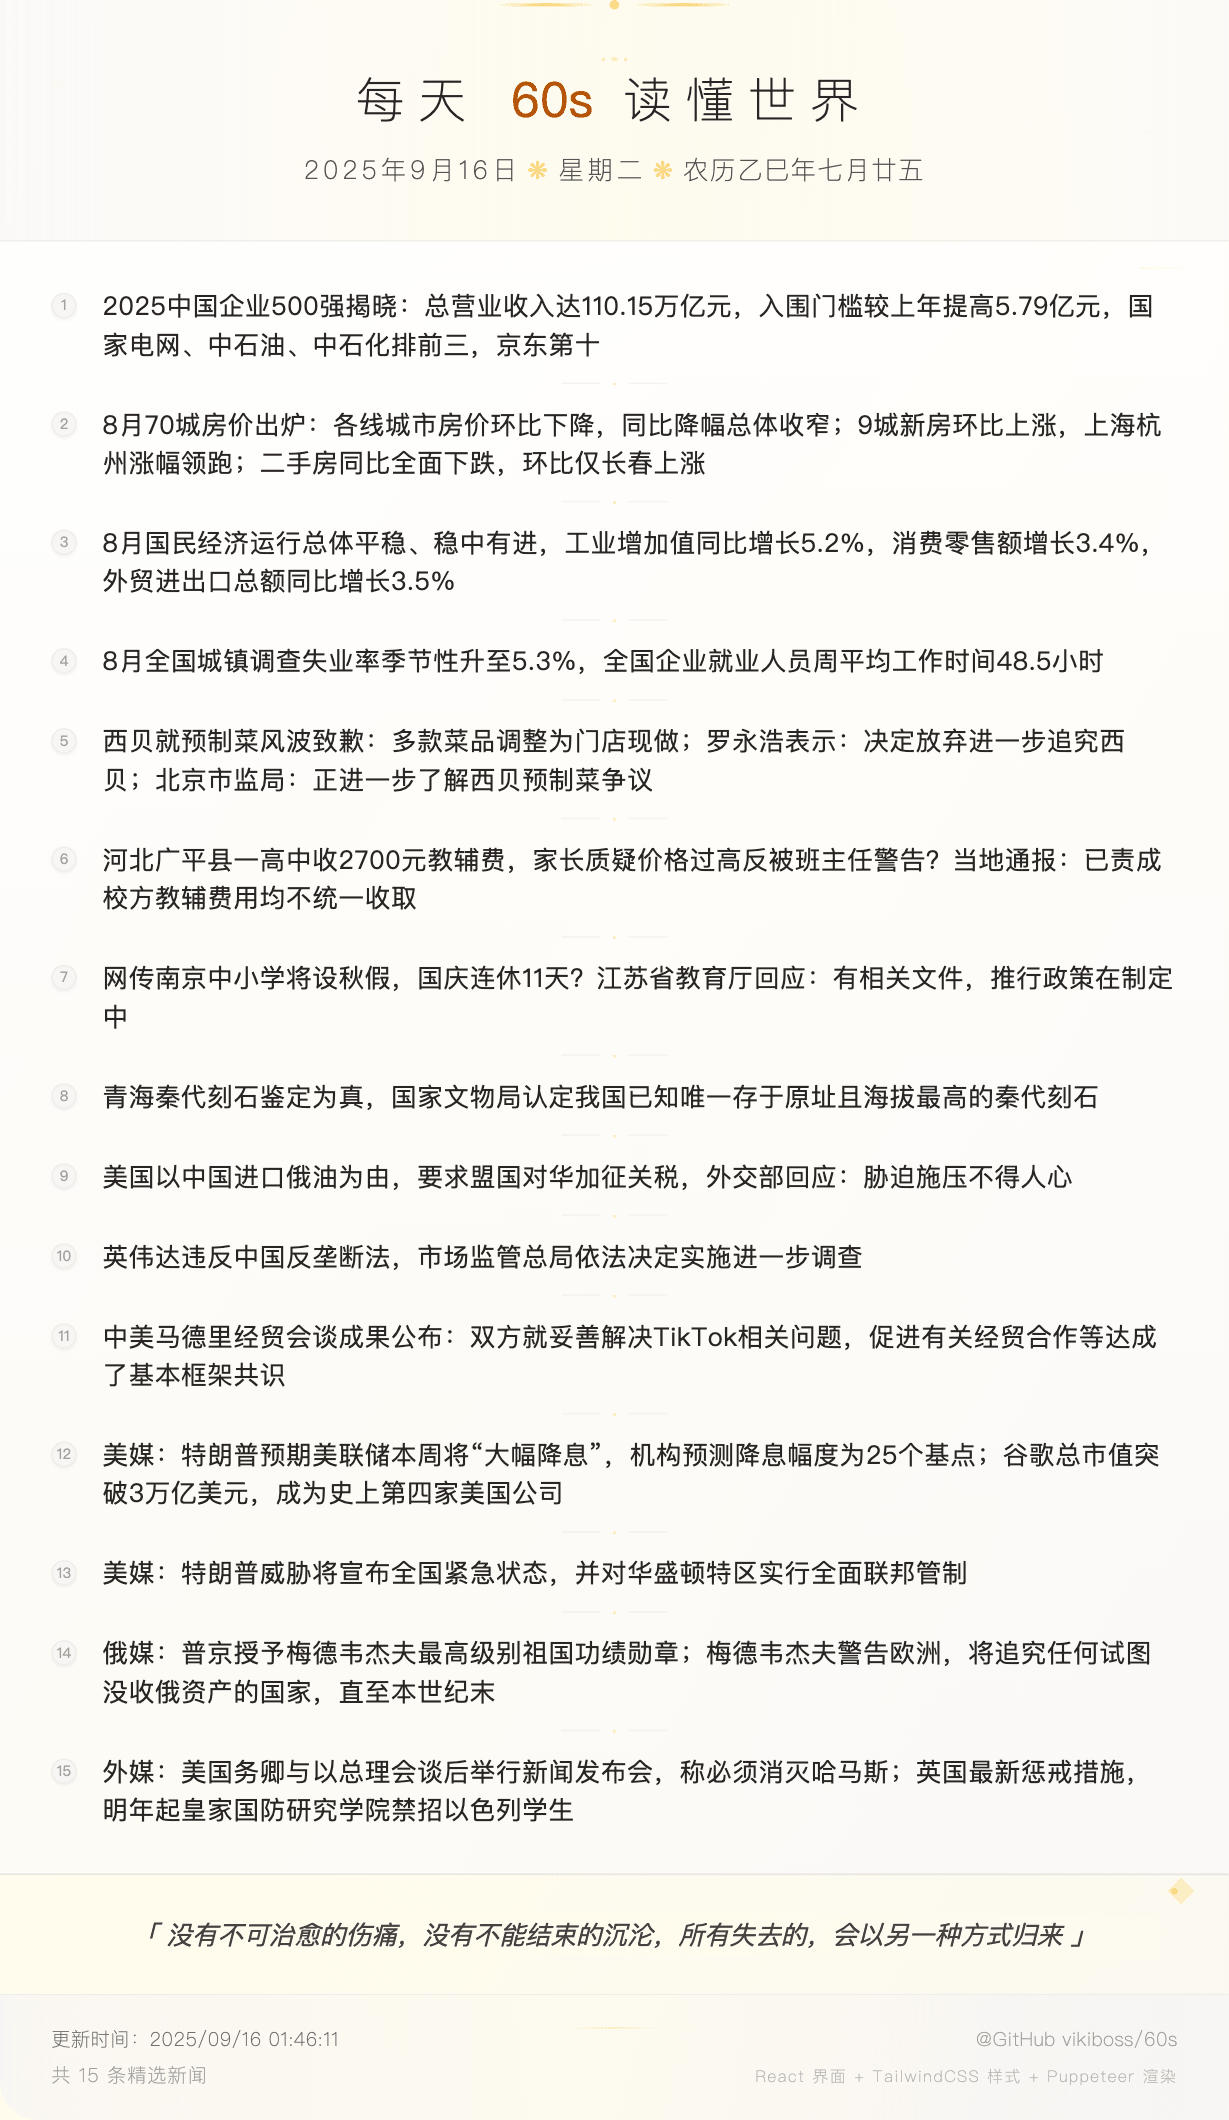 每天 60s 读懂世界
2025年9月16日 ❋ 星期二 ❋ 农历乙巳年七月廿五
1 2025中国企业500强揭晓：总营业收入达110.15万亿元，入围门槛较上年提高5.79亿元，国
家电网、中石油、中石化排前三，京东第十
2 8月70城房价出炉：各线城市房价环比下降，同比降幅总体收窄；9城新房环比上涨，上海杭
州涨幅领跑；二手房同比全面下跌，环比仅长春上涨
3 8月国民经济运行总体平稳、稳中有进，工业增加值同比增长5.2%，消费零售额增长3.4%，
外贸进出口总额同比增长3.5%
4 8月全国城镇调查失业率季节性升至5.3%，全国企业就业人员周平均工作时间48.5小时
5 西贝就预制菜风波致歉：多款菜品调整为门店现做；罗永浩表示：决定放弃进一步追究西
贝；北京市监局：正进一步了解西贝预制菜争议
6 河北广平县一高中收2700元教辅费，家长质疑价格过高反被班主任警告？当地通报：已责成
校方教辅费用均不统一收取
7 网传南京中小学将设秋假，国庆连休11天？江苏省教育厅回应：有相关文件，推行政策在制定
中
8 青海秦代刻石鉴定为真，国家文物局认定我国已知唯一存于原址且海拔最高的秦代刻石
9 美国以中国进口俄油为由，要求盟国对华加征关税，外交部回应：胁迫施压不得人心
10 英伟达违反中国反垄断法，市场监管总局依法决定实施进一步调查
11 中美马德里经贸会谈成果公布：双方就妥善解决TikTok相关问题，促进有关经贸合作等达成
了基本框架共识
12 美媒：特朗普预期美联储本周将“大幅降息”，机构预测降息幅度为25个基点；谷歌总市值突
破3万亿美元，成为史上第四家美国公司
13 美媒：特朗普威胁将宣布全国紧急状态，并对华盛顿特区实行全面联邦管制
14 俄媒：普京授予梅德韦杰夫最高级别祖国功绩勋章；梅德韦杰夫警告欧洲，将追究任何试图
没收俄资产的国家，直至本世纪末
15 外媒：美国务卿与以总理会谈后举行新闻发布会，称必须消灭哈马斯；英国最新惩戒措施，
明年起皇家国防研究学院禁招以色列学生
「 没有不可治愈的伤痛，没有不能结束的沉沦，所有失去的，会以另一种方式归来 」
更新时间：2025/09/16 01:46:11
@GitHub vikiboss/60s
共 15 条精选新闻
React 界面 + TailwindCSS 样式 + Puppeteer 渲染